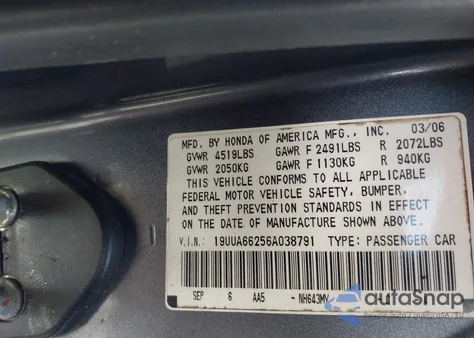 MFD. BY HONDA OF AMERICA MFG., INC. 03/06
GVWR 4519LBS GAWR F 2491LBS R 2072LBS
GVWR 2050KG GAWR F 1130KG R 940KG
THIS VEHICLE CONFORMS TO ALL APPLICABLE
FEDERAL MOTOR VEHICLE SAFETY, BUMPER,
AND THEFT PREVENTION STANDARDS IN EFFECT
ON THE DATE OF MANUFACTURE SHOWN ABOVE.
V.I.N.: 19UUA66256A038791 TYPE: PASSENGER CAR
SEP 6 AA5 -NH643MV
autoSnap